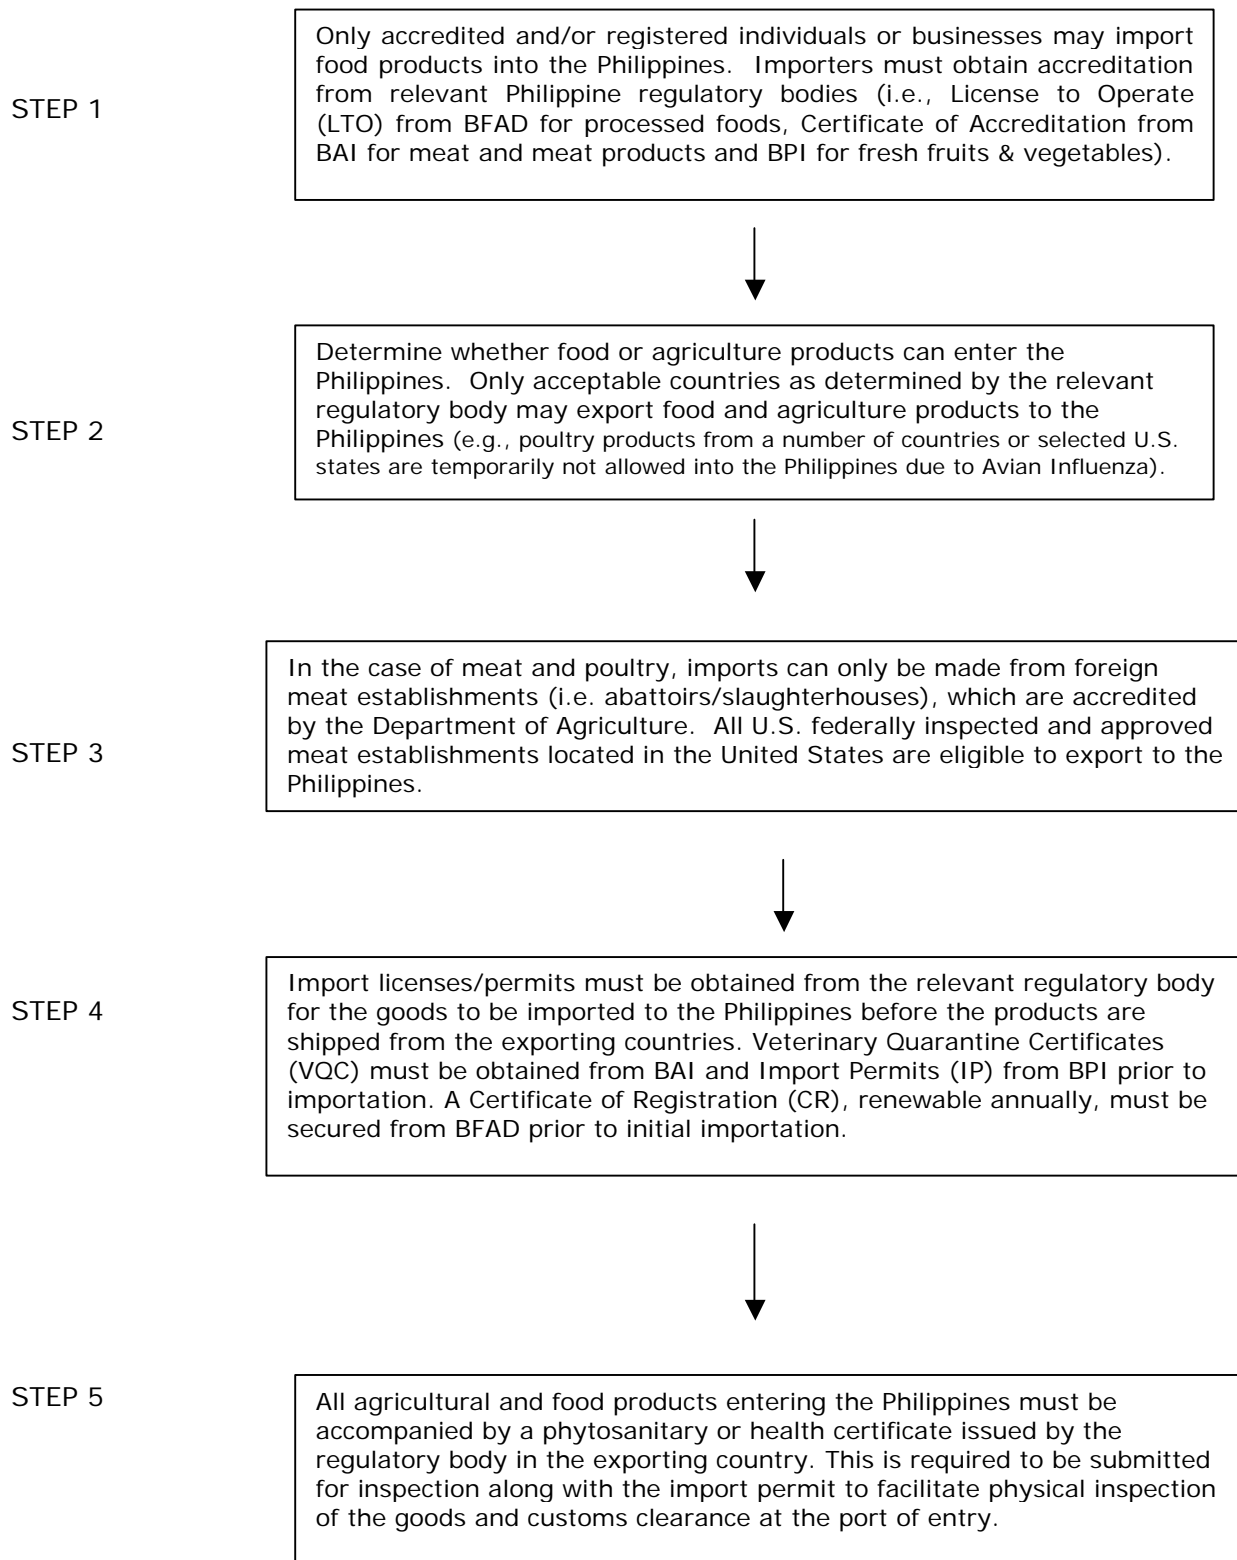 STEP 1
Only accredited and/or registered individuals or businesses may import
food products into the Philippines. Importers must obtain accreditation
from relevant Philippine regulatory bodies (i.e., License to Operate
(LTO) from BFAD for processed foods, Certificate of Accreditation from
BAI for meat and meat products and BPI for fresh fruits & vegetables).
STEP 2
Determine whether food or agriculture products can enter the
Philippines. Only acceptable countries as determined by the relevant
regulatory body may export food and agriculture products to the
Philippines (e.g., poultry products from a number of countries or selected U.S.
states are temporarily not allowed into the Philippines due to Avian Influenza).
STEP 3
In the case of meat and poultry, imports can only be made from foreign
meat establishments (i.e. abattoirs/slaughterhouses), which are accredited
by the Department of Agriculture. All U.S. federally inspected and approved
meat establishments located in the United States are eligible to export to the
Philippines.
STEP 4
Import licenses/permits must be obtained from the relevant regulatory body
for the goods to be imported to the Philippines before the products are
shipped from the exporting countries. Veterinary Quarantine Certificates
(VQC) must be obtained from BAI and Import Permits (IP) from BPI prior to
importation. A Certificate of Registration (CR), renewable annually, must be
secured from BFAD prior to initial importation.
STEP 5
All agricultural and food products entering the Philippines must be
accompanied by a phytosanitary or health certificate issued by the
regulatory body in the exporting country. This is required to be submitted
for inspection along with the import permit to facilitate physical inspection
of the goods and customs clearance at the port of entry.